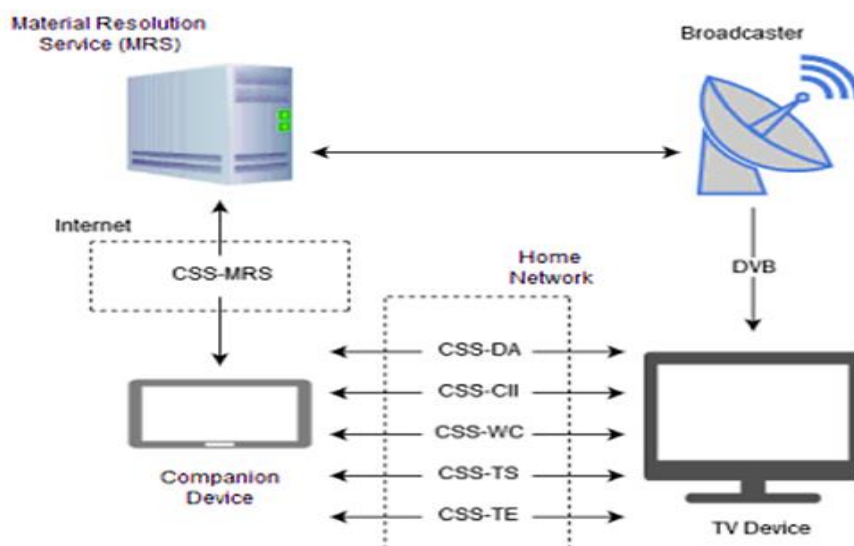 Material Resolution
Service (MRS)
Broadcaster
Internet
CSS-MRS
Home
Network
DVB
CSS-DA
CSS-CII
CSS-WC
CSS-TS
CSS-TE
Companion
Device
TV Device